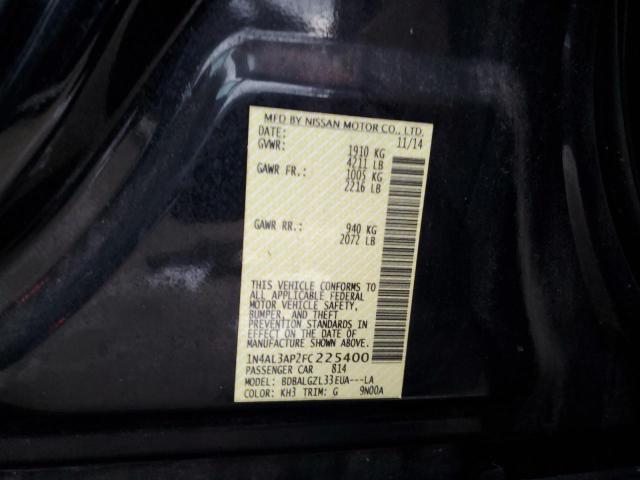 MFD BY NISSAN MOTOR CO., LTD.
DATE: 11/14
GVWR: 1910 KG
4211 LB
GAWR FR.: 1005 KG
2216 LB
GAWR RR.: 940 KG
2072 LB
THIS VEHICLE CONFORMS TO
ALL APPLICABLE FEDERAL
MOTOR VEHICLE SAFETY,
BUMPER, AND THEFT
PREVENTION STANDARDS IN
EFFECT ON THE DATE OF
MANUFACTURE SHOWN ABOVE.
1N4AL3AP2FC225400
PASSENGER CAR 814
MODEL: BDBALGZL33EUA---LA
COLOR: KH3 TRIM: G 9N00A